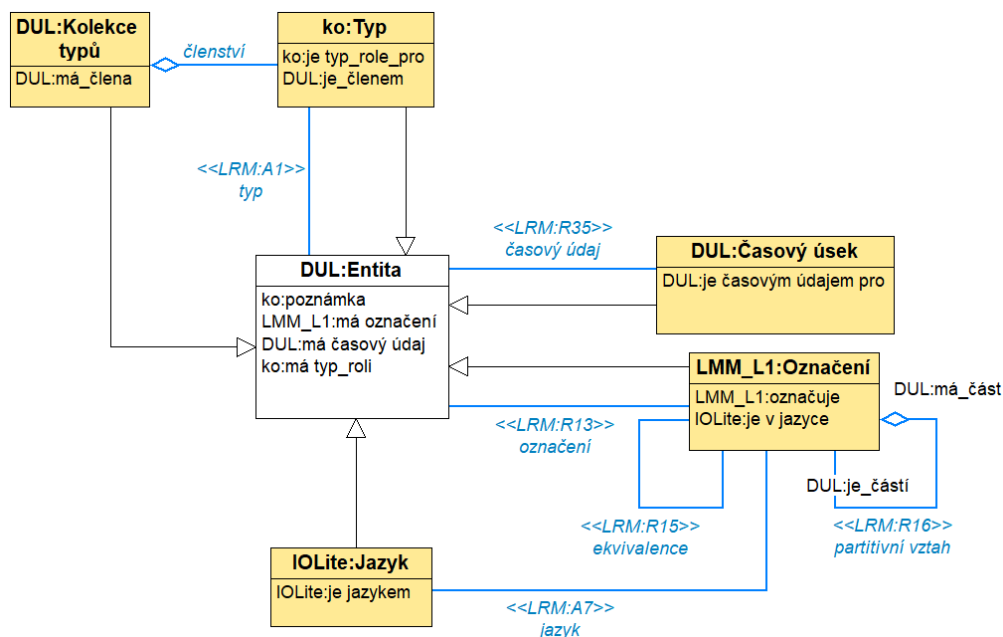 DUL:Kolekce
typů
DUL:má_člena
členství
ko:Typ
ko:je typ_role_pro
DUL:je_členem
<<LRM:A1>>
typ
<<LRM:R35>>
časový údaj
DUL:Časový úsek
DUL:je časovým údajem pro
DUL:Entita
ko:poznámka
LMM_L1:má označení
DUL:má časový údaj
ko:má typ_roli
LMM_L1:Označení
LMM_L1:označuje
IOLite:je v jazyce
DUL:má_část
<<LRM:R13>>
označení
DUL:je_částí
<<LRM:R15>>
ekvivalence
<<LRM:R16>>
partitivní vztah
IOLite:Jazyk
IOLite:je jazykem
<<LRM:A7>>
jazyk